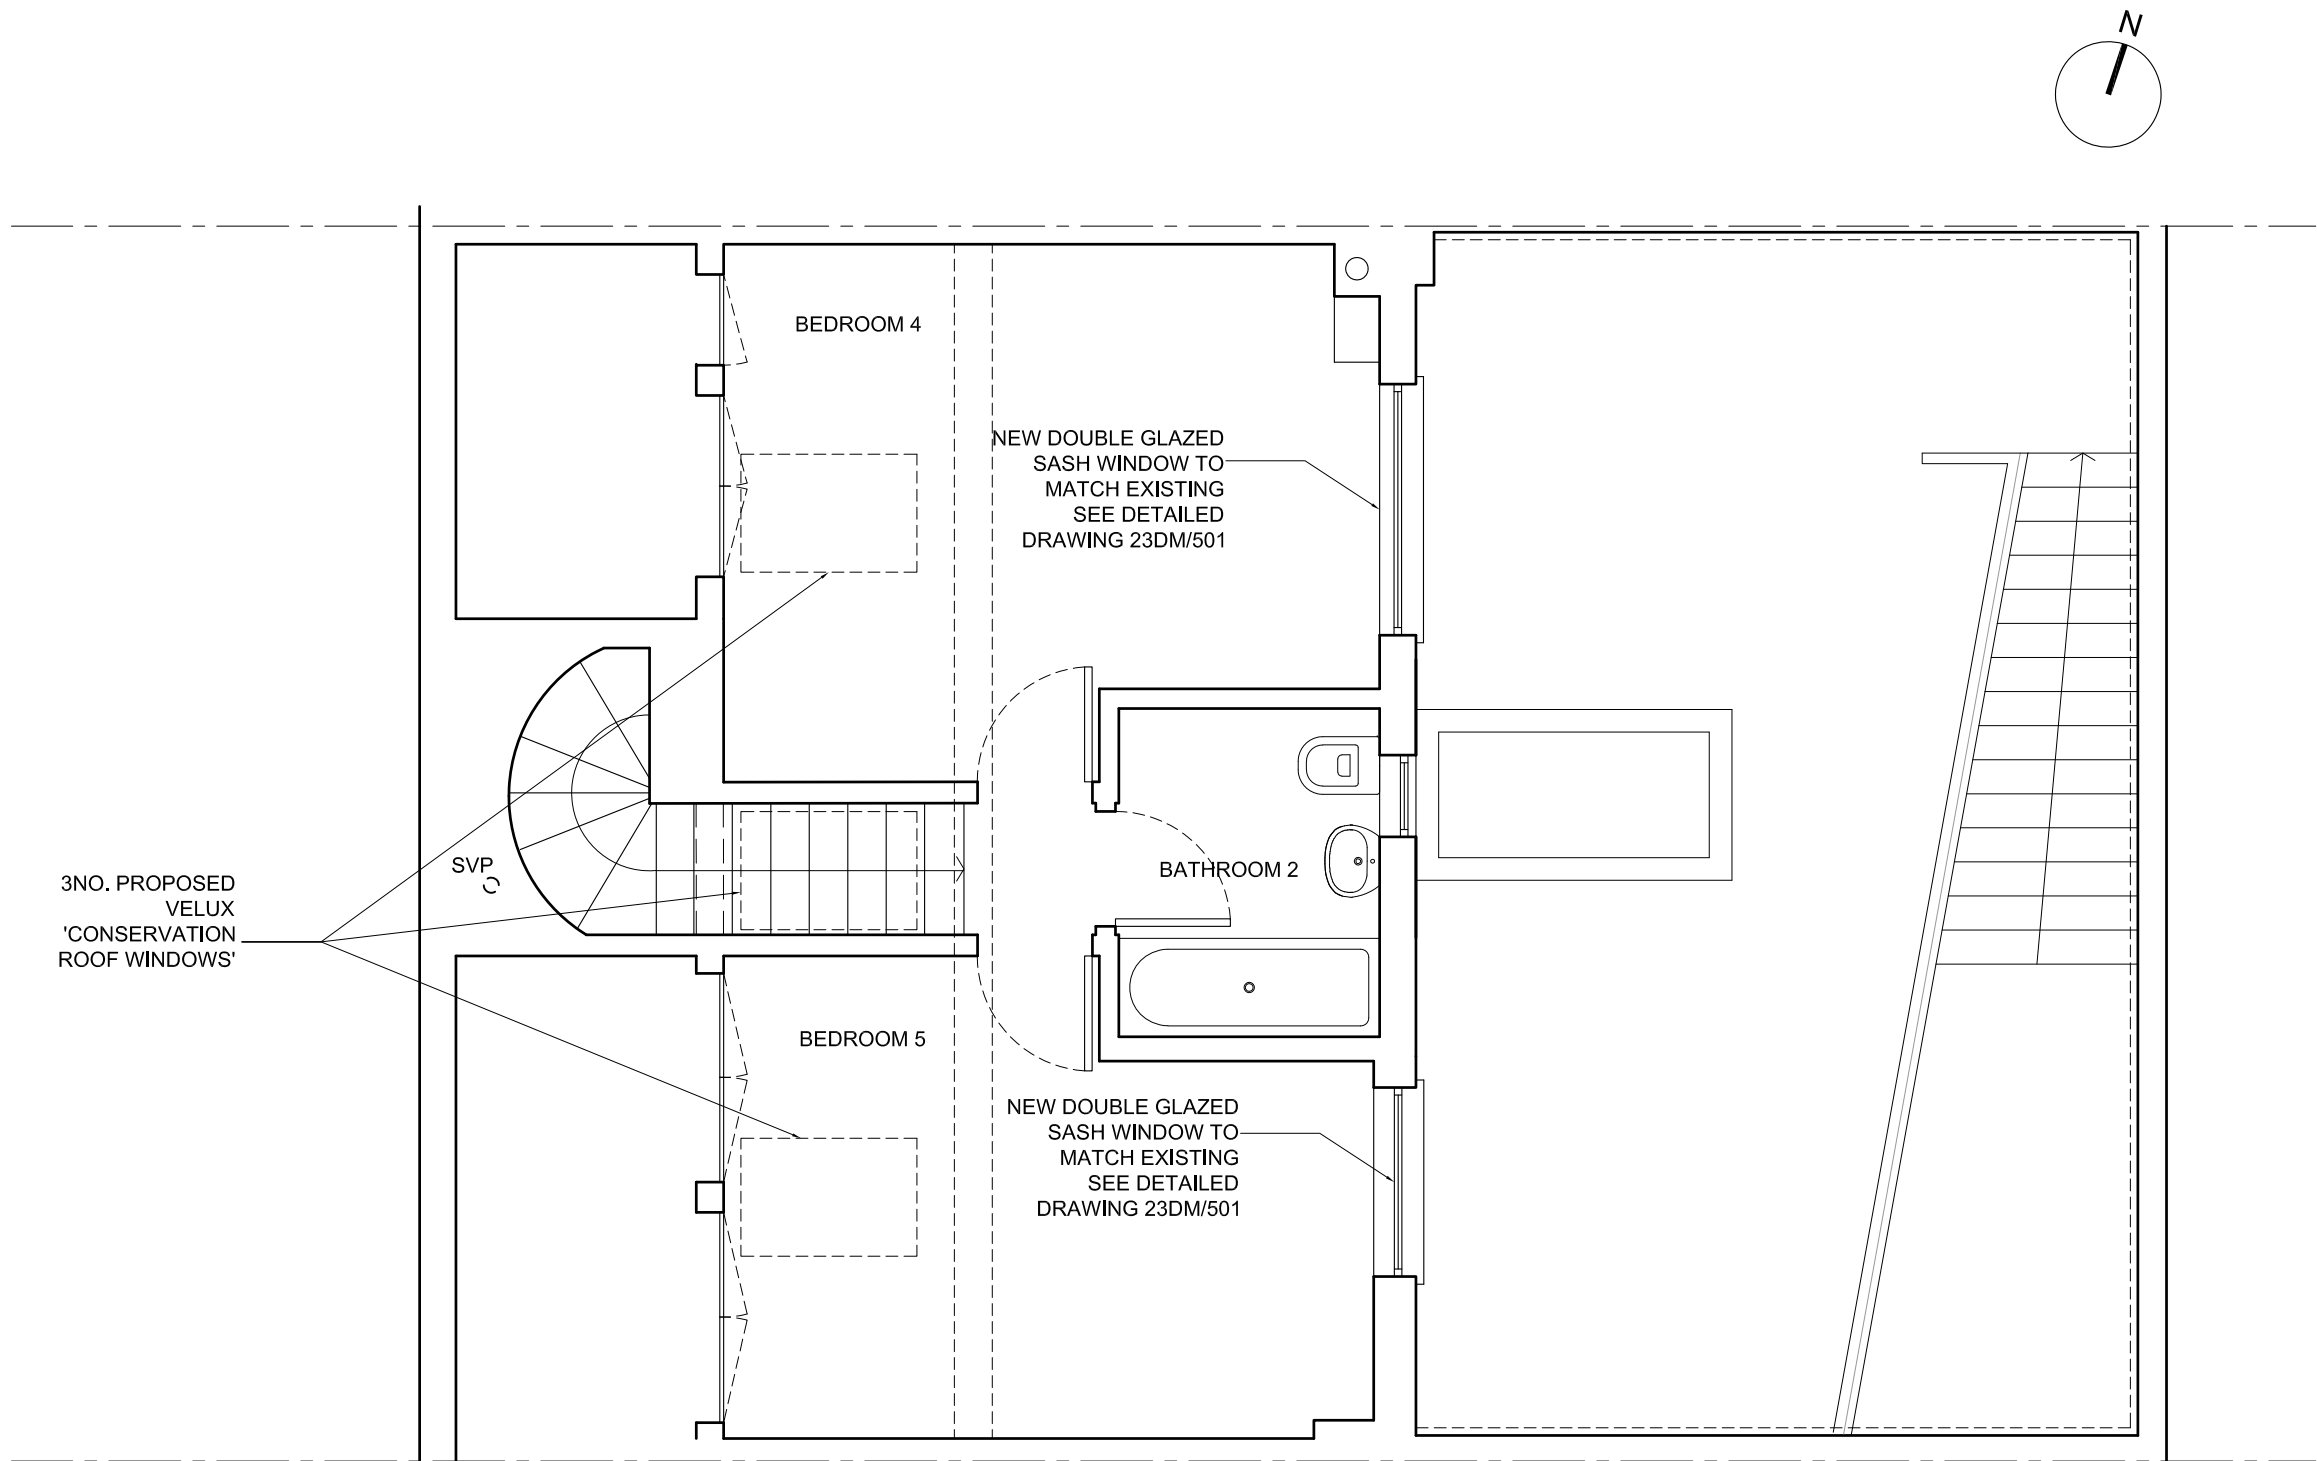 N
BEDROOM 4
NEW DOUBLE GLAZED
SASH WINDOW TO
MATCH EXISTING
SEE DETAILED
DRAWING 23DM/501
SVP
BATHROOM 2
3NO. PROPOSED
VELUX
'CONSERVATION
ROOF WINDOWS'
BEDROOM 5
NEW DOUBLE GLAZED
SASH WINDOW TO
MATCH EXISTING
SEE DETAILED
DRAWING 23DM/501